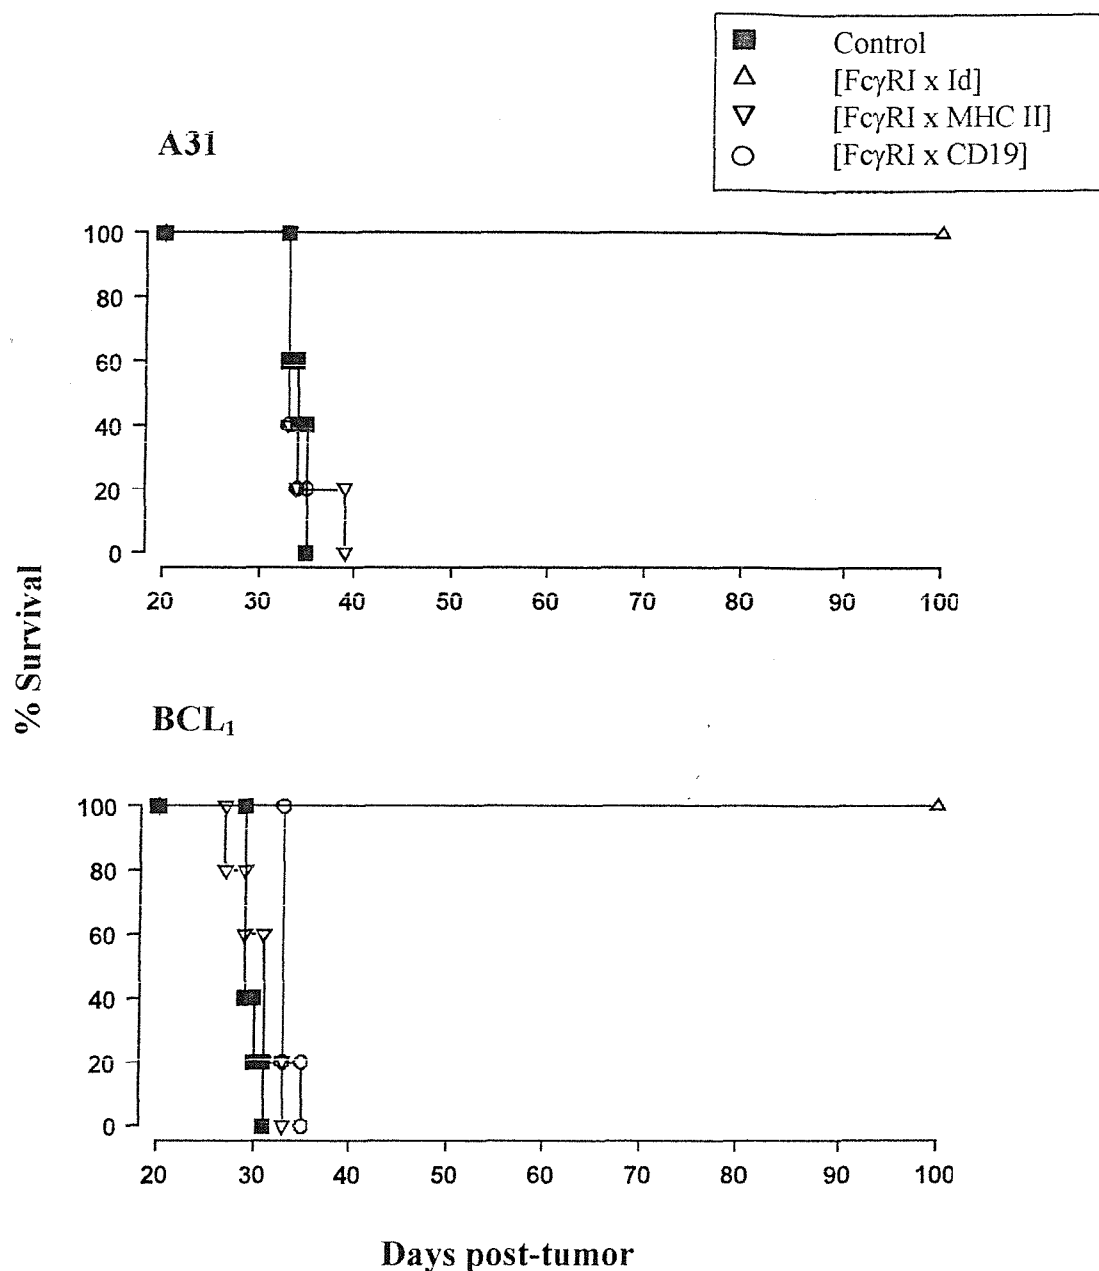 Control
[FcγRI x Id]
[FcγRI x MHC II]
[FcγRI x CD19]
A31
100
80
60
40
20
0
20 30 40 50 60 70 80 90 100
% Survival
BCL₁
100
80
60
40
20
0
20 30 40 50 60 70 80 90 100
Days post-tumor